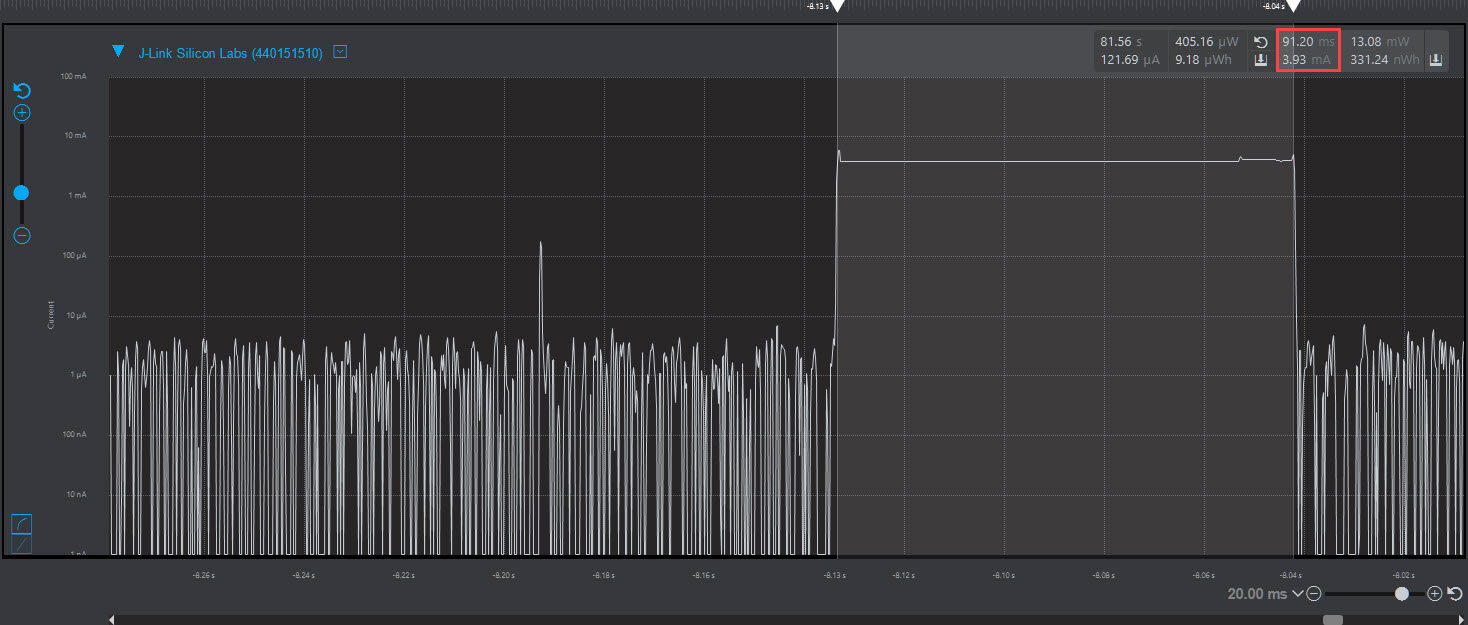 -8.13 s
-8.04 s
J-Link Silicon Labs (440151510)
81.56 s 405.16 µW 91.20 ms 13.08 mW
121.69 µA 9.18 µWh 3.93 mA 331.24 nWh
100 mA
10 mA
1 mA
100 µA
10 µA
1 µA
100 nA
10 nA
1 nA
Current
-8.26 s -8.24 s -8.22 s -8.20 s -8.18 s -8.16 s -8.13 s -8.12 s -8.10 s -8.08 s -8.06 s -8.04 s -8.02 s
20.00 ms